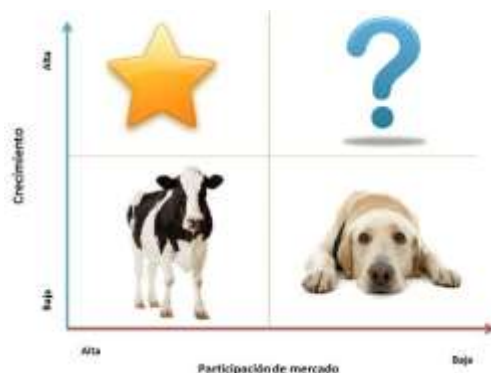 Alta
Crecimiento
Baja
Alta
Baja
Participación de mercado